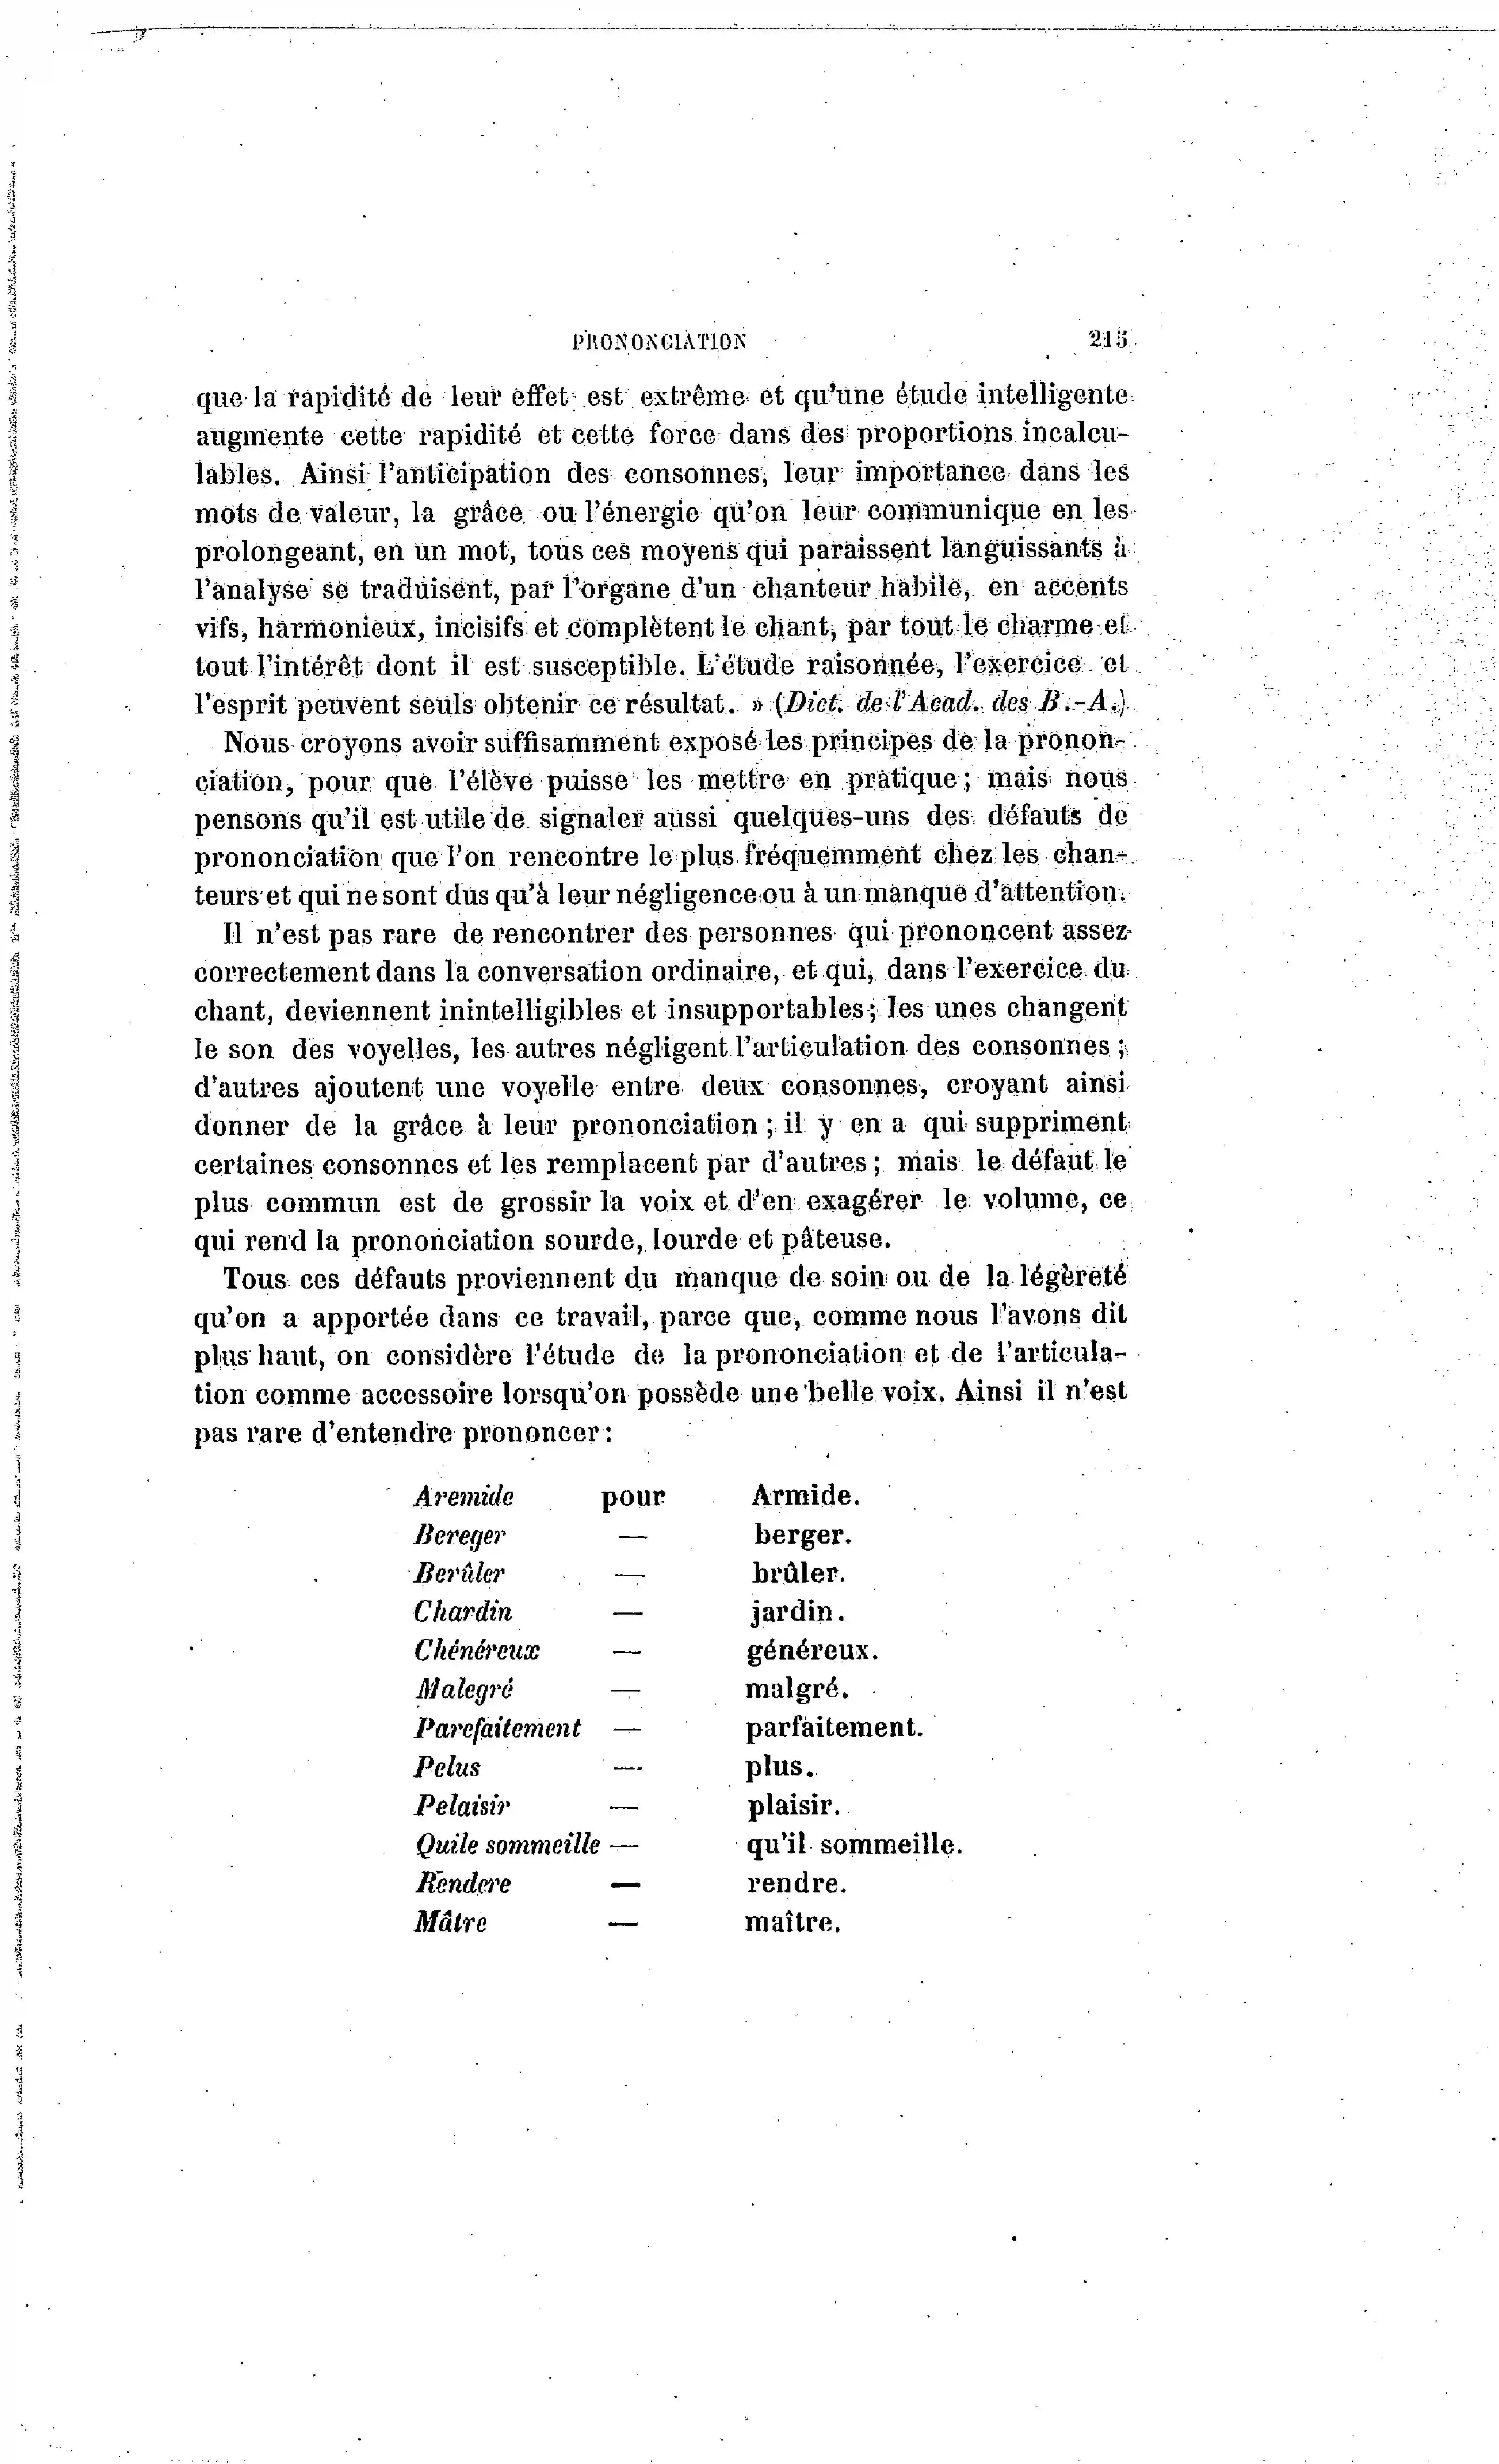 PRONONCIATION 215
que la rapidité de leur effet est extrême et qu'une étude intelligente
augmente cette rapidité et cette force dans des proportions incalcu-
lables. Ainsi l'anticipation des consonnes, leur importance dans les
mots de valeur, la grâce ou l'énergie qu'on leur communique en les
prolongeant, en un mot, tous ces moyens qui paraissent languissants à
l'analyse se traduisent, par l'organe d'un chanteur habile, en accents
vifs, harmonieux, incisifs et complètent le chant, par tout le charme et
tout l'intérêt dont il est susceptible. L'étude raisonnée, l'exercice et
l'esprit peuvent seuls obtenir ce résultat. » (Dict. de l'Acad. des B.-A.)
Nous croyons avoir suffisamment exposé les principes de la pronon-
ciation, pour que l'élève puisse les mettre en pratique; mais nous
pensons qu'il est utile de signaler aussi quelques-uns des défauts de
prononciation que l'on rencontre le plus fréquemment chez les chan-
teurs et qui ne sont dus qu'à leur négligence ou à un manque d'attention.
Il n'est pas rare de rencontrer des personnes qui prononcent assez
correctement dans la conversation ordinaire, et qui, dans l'exercice du
chant, deviennent inintelligibles et insupportables; les unes changent
le son des voyelles, les autres négligent l'articulation des consonnes;
d'autres ajoutent une voyelle entre deux consonnes, croyant ainsi
donner de la grâce à leur prononciation; il y en a qui suppriment
certaines consonnes et les remplacent par d'autres; mais le défaut le
plus commun est de grossir la voix et d'en exagérer le volume, ce
qui rend la prononciation sourde, lourde et pâteuse.
Tous ces défauts proviennent du manque de soin ou de la légèreté
qu'on a apportée dans ce travail, parce que, comme nous l'avons dit
plus haut, on considère l'étude de la prononciation et de l'articula-
tion comme accessoire lorsqu'on possède une belle voix. Ainsi il n'est
pas rare d'entendre prononcer:
Aremide pour Armide.
Bereger — berger.
Berûler — brûler.
Chardin — jardin.
Chénéreux — généreux.
Malegré — malgré.
Parefaitement — parfaitement.
Pelus — plus.
Pelaisir — plaisir.
Quile sommeille — qu'il sommeille.
Rendere — rendre.
Mâtre — maître.